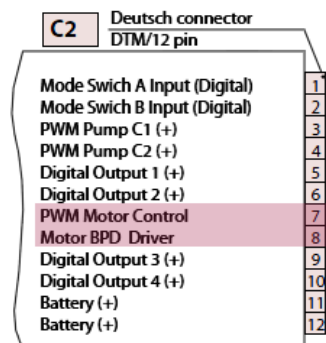 C2
Deutsch connector
DTM/12 pin
Mode Swich A Input (Digital) 1
Mode Swich B Input (Digital) 2
PWM Pump C1 (+) 3
PWM Pump C2 (+) 4
Digital Output 1 (+) 5
Digital Output 2 (+) 6
PWM Motor Control 7
Motor BPD Driver 8
Digital Output 3 (+) 9
Digital Output 4 (+) 10
Battery (+) 11
Battery (+) 12